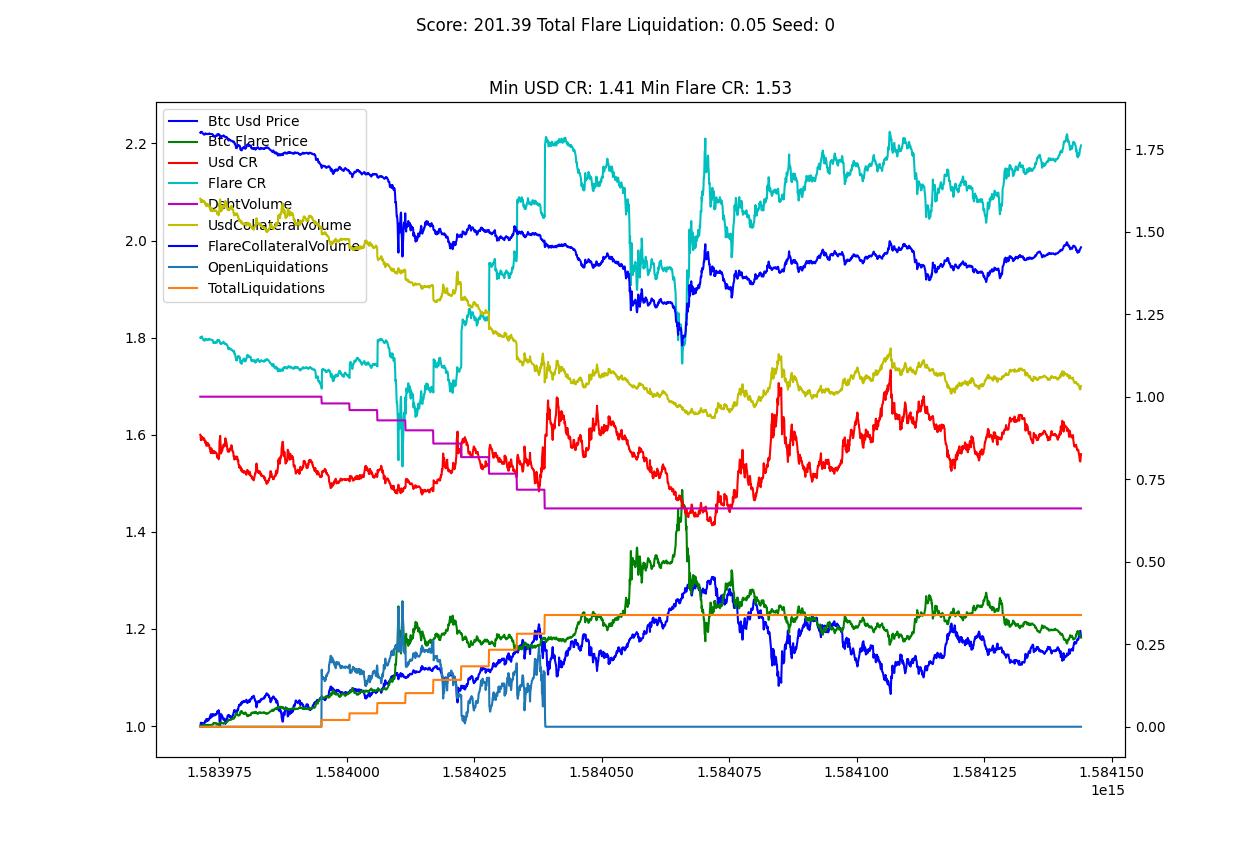 Score: 201.39 Total Flare Liquidation: 0.05 Seed: 0
Min USD CR: 1.41 Min Flare CR: 1.53
Btc Usd Price
Btc Flare Price
Usd CR
Flare CR
DebtVolume
UsdCollateralVolume
FlareCollateralVolume
OpenLiquidations
TotalLiquidations
2.2
2.0
1.8
1.6
1.4
1.2
1.0
1.75
1.50
1.25
1.00
0.75
0.50
0.25
0.00
1.583975 1.584000 1.584025 1.584050 1.584075 1.584100 1.584125 1.584150
1e15